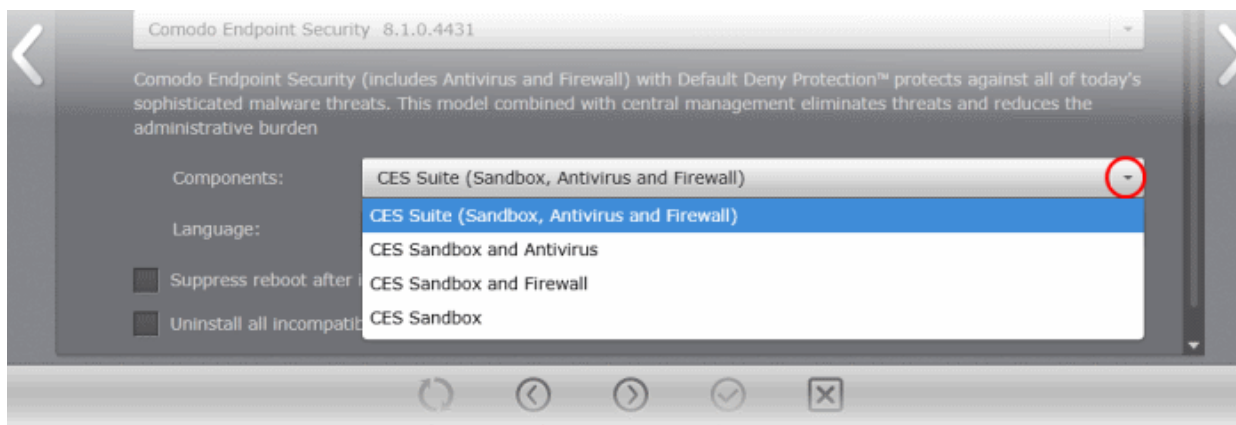 Comodo Endpoint Security 8.1.0.4431
Comodo Endpoint Security (includes Antivirus and Firewall) with Default Deny Protection™ protects against all of today's
sophisticated malware threats. This model combined with central management eliminates threats and reduces the
administrative burden
Components: CES Suite (Sandbox, Antivirus and Firewall)
CES Suite (Sandbox, Antivirus and Firewall)
Language:
CES Sandbox and Antivirus
Suppress reboot after i
CES Sandbox and Firewall
Uninstall all incompatib
CES Sandbox